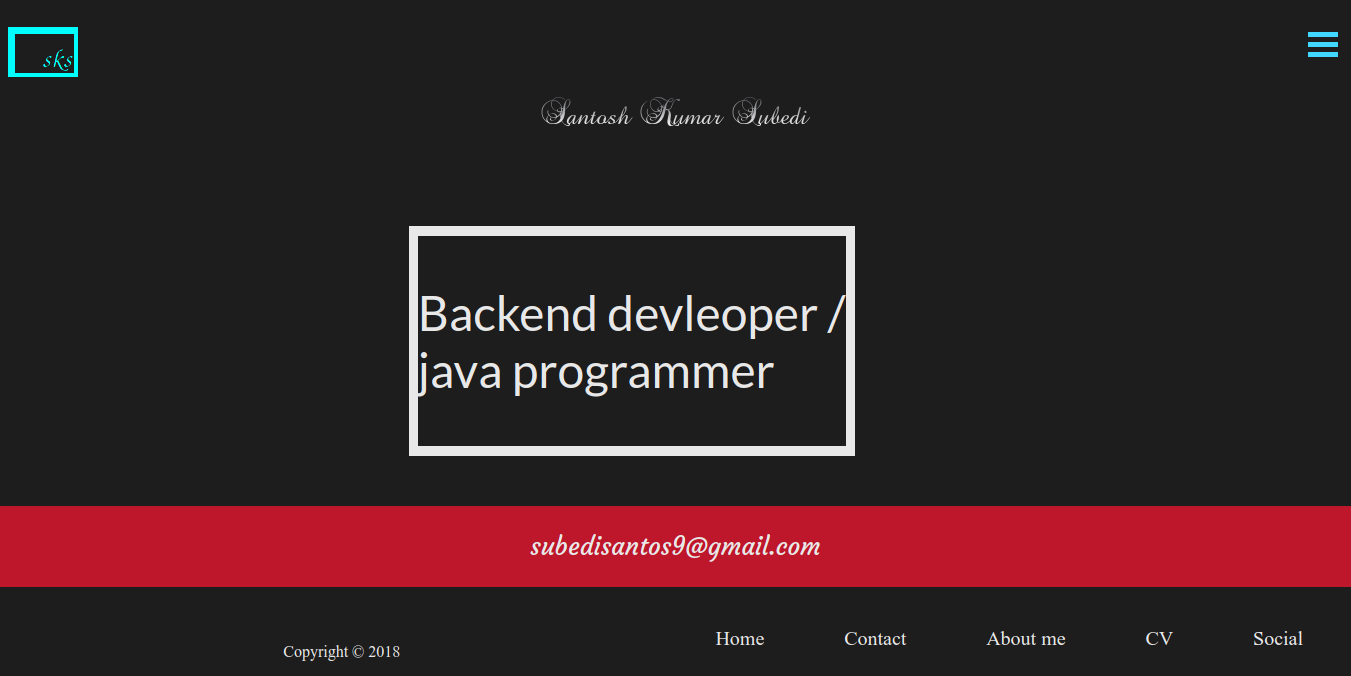 sks
Santosh Kumar Subedi
Backend devleoper /
java programmer
subedisantos9@gmail.com
Home Contact About me CV Social
Copyright © 2018